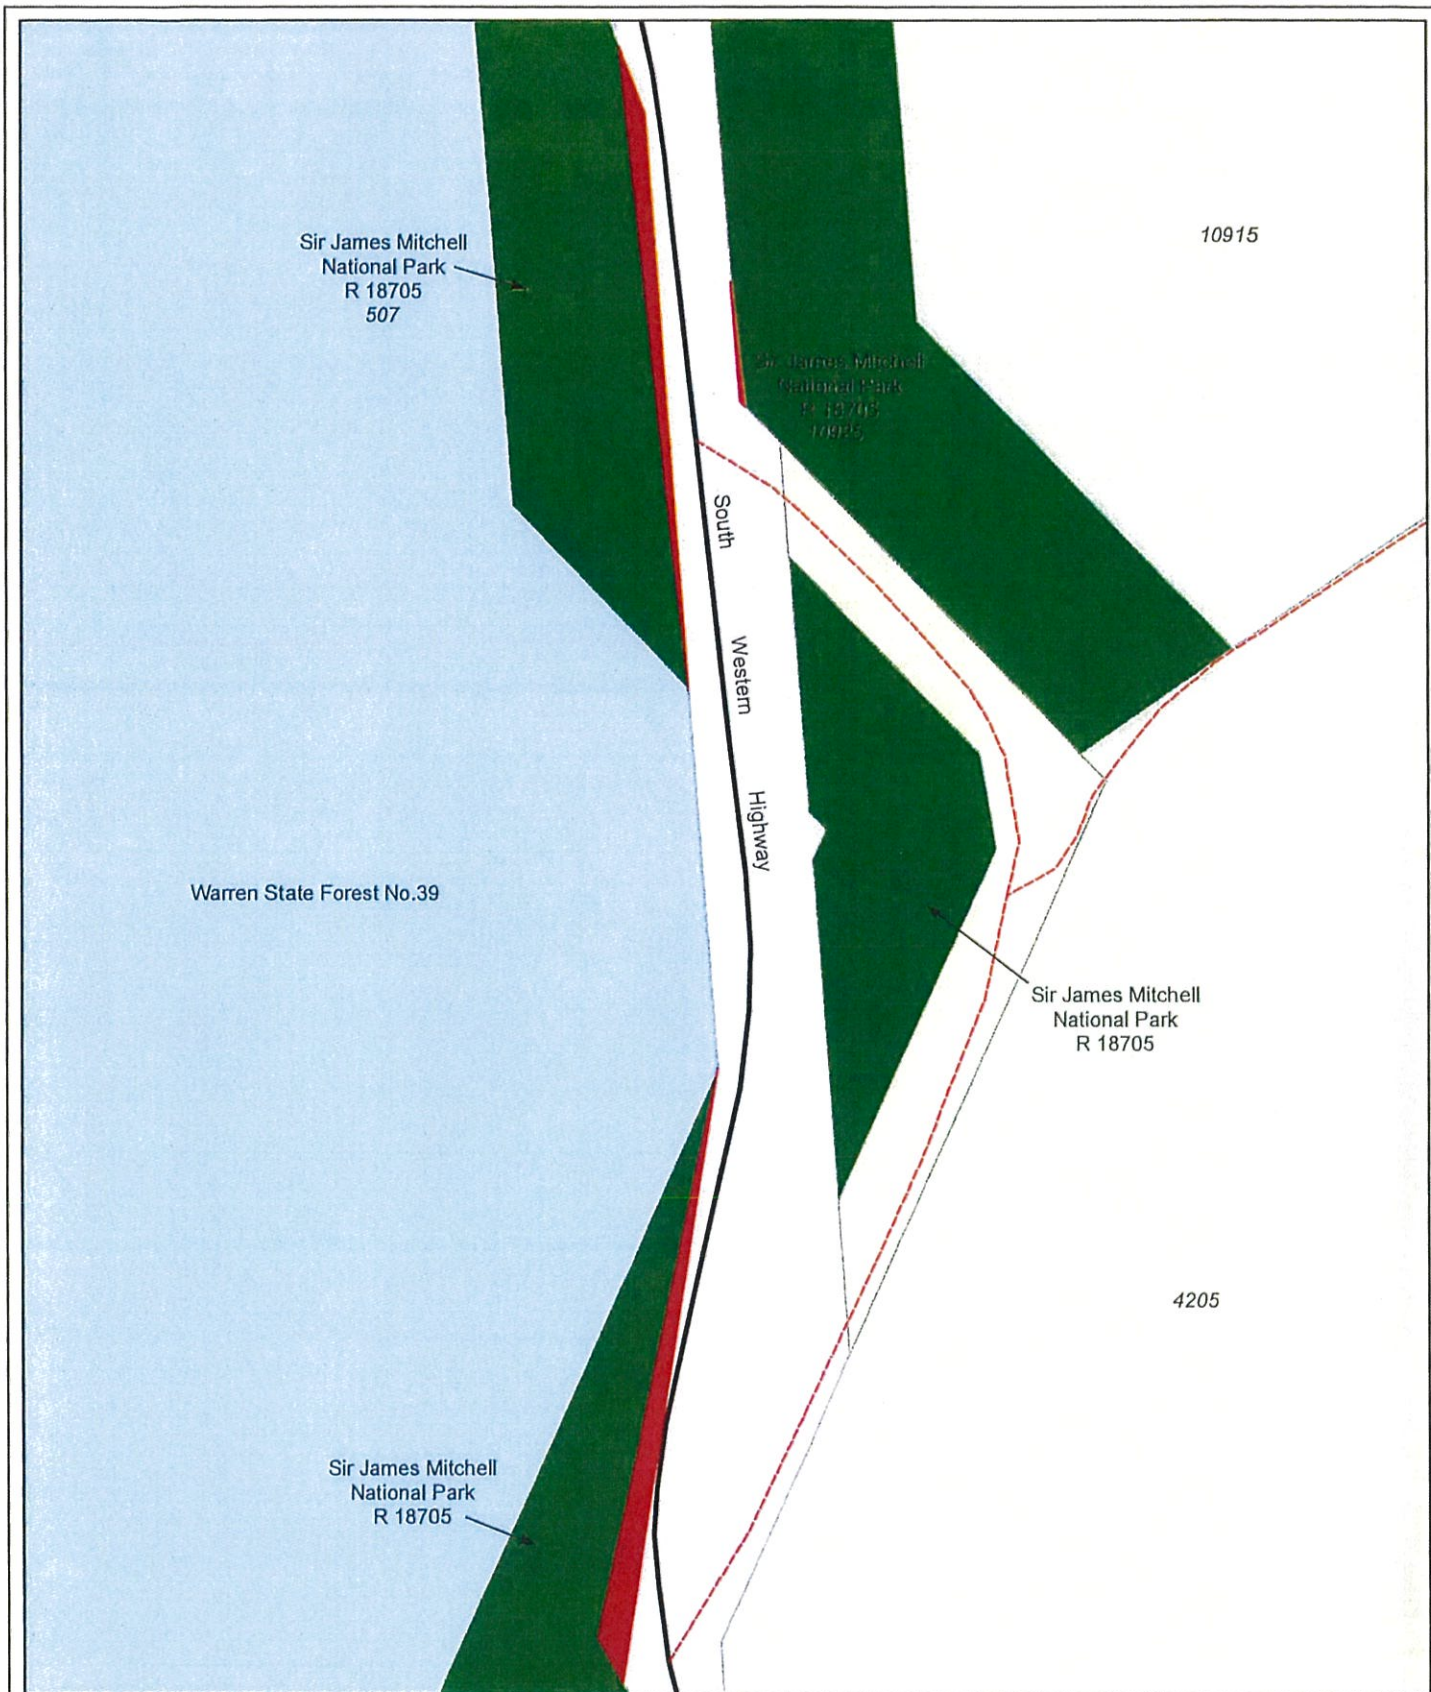 Sir James Mitchell
National Park
R 18705
507
10915
Sir James Mitchell
National Park
R 18705
South
Western
Highway
Warren State Forest No.39
Sir James Mitchell
National Park
R 18705
4205
Sir James Mitchell
National Park
R 18705